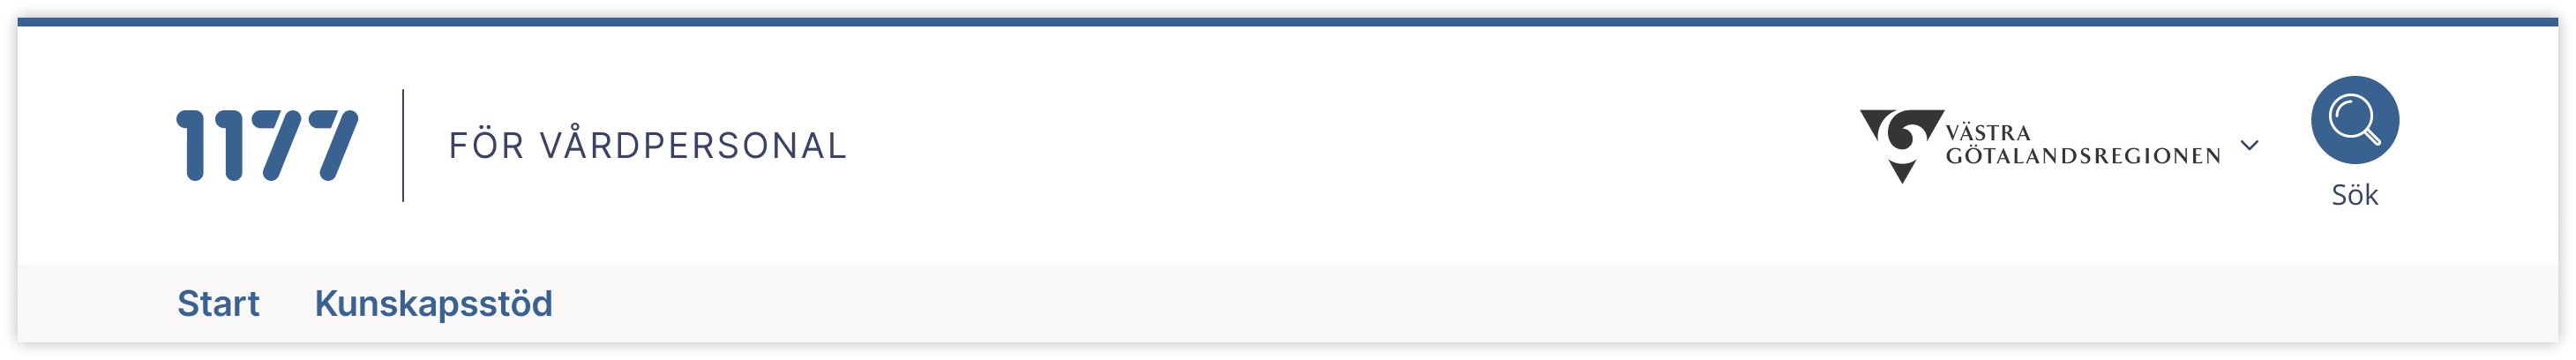 1177
FÖR VÅRDPERSONAL
VÄSTRA
GÖTALANDSREGIONEN
Sök
Start
Kunskapsstöd